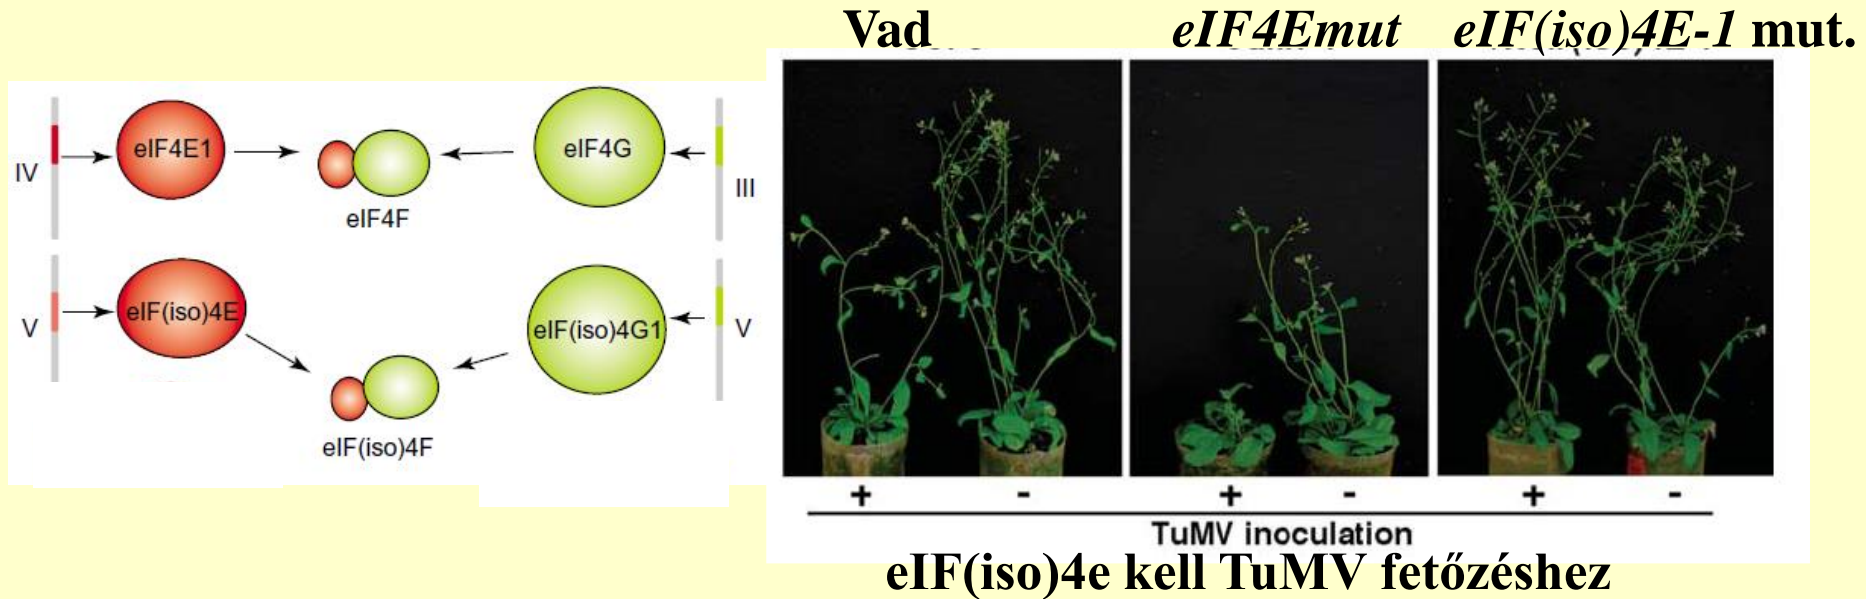 Vad eIF4Emut eIF(iso)4E-1 mut.
IV eIF4E1 eIF4F eIF4G III
V eIF(iso)4E eIF(iso)4F eIF(iso)4G1 V
+ - + - + -
TuMV inoculation
eIF(iso)4e kell TuMV fetőzéshez